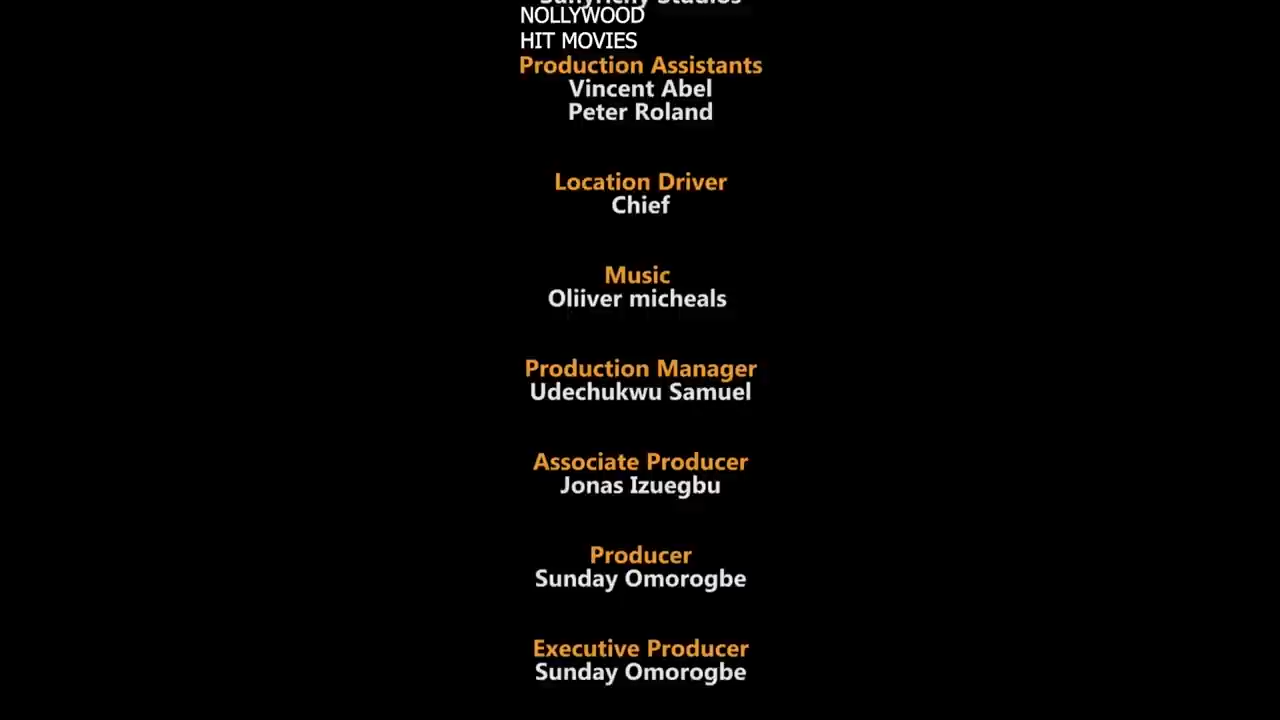 Studios
NOLLYWOOD
HIT MOVIES
Production Assistants
Vincent Abel
Peter Roland
Location Driver
Chief
Music
Oliiver micheals
Production Manager
Udechukwu Samuel
Associate Producer
Jonas Izuegbu
Producer
Sunday Omorogbe
Executive Producer
Sunday Omorogbe